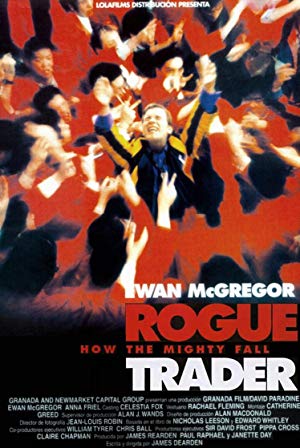 LOLAFILMS DISTRIBUCIÓN PRESENTA
EWAN McGREGOR
ROGUE
HOW THE MIGHTY FALL
TRADER
GRANADA AND NEWMARKET CAPITAL GROUP presentan una producción GRANADA FILM/DAVID PARADINE
EWAN McGREGOR ANNA FRIEL Casting CELESTIA FOX Vestuario RACHEL FLEMING Montaje CATHERINE
CREED Supervisor de producción ALAN J WANDS Diseño de producción ALAN MACDONALD
Director de fotografía JEAN-LOUIS ROBIN Basada en el libro de NICHOLAS LEESON EDWARD WHITLEY
Co-productores ejecutivos WILLIAM TYRER CHRIS BALL Productores ejecutivos SIR DAVID FROST PIPPA CROSS
CLAIRE CHAPMAN Producida por JAMES DEARDEN PAUL RAPHAEL JANETTE DAY
Escrita y dirigida por JAMES DEARDEN